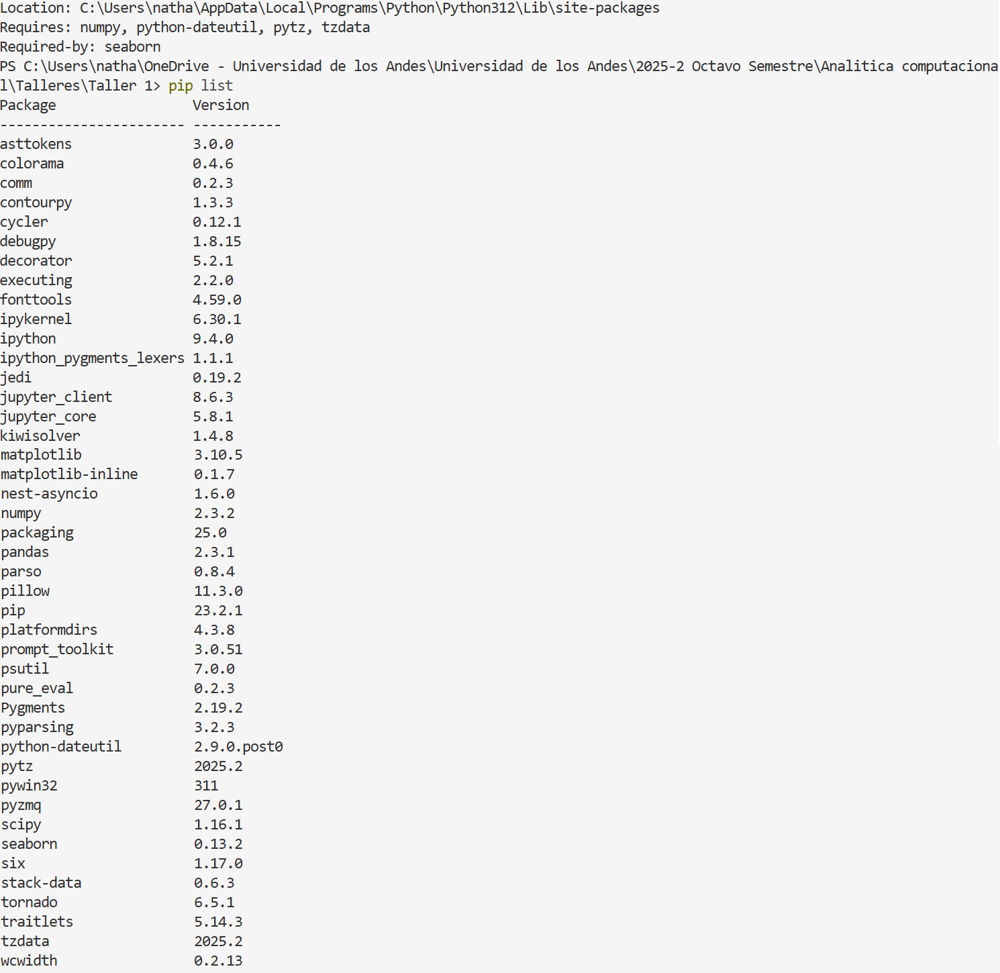 Location: C:\Users\natha\AppData\Local\Programs\Python\Python312\Lib\site-packages
Requires: numpy, python-dateutil, pytz, tzdata
Required-by: seaborn
PS C:\Users\natha\OneDrive - Universidad de los Andes\Universidad de los Andes\2025-2 Octavo Semestre\Analitica computaciona
l\Talleres\Taller 1> pip list
Package                 Version
----------------------- -----------
asttokens               3.0.0
colorama                0.4.6
comm                    0.2.3
contourpy               1.3.3
cycler                  0.12.1
debugpy                 1.8.15
decorator               5.2.1
executing               2.2.0
fonttools               4.59.0
ipykernel               6.30.1
ipython                 9.4.0
ipython_pygments_lexers 1.1.1
jedi                    0.19.2
jupyter_client          8.6.3
jupyter_core            5.8.1
kiwisolver              1.4.8
matplotlib              3.10.5
matplotlib-inline       0.1.7
nest-asyncio            1.6.0
numpy                   2.3.2
packaging               25.0
pandas                  2.3.1
parso                   0.8.4
pillow                  11.3.0
pip                     23.2.1
platformdirs            4.3.8
prompt_toolkit          3.0.51
psutil                  7.0.0
pure_eval               0.2.3
Pygments                2.19.2
pyparsing               3.2.3
python-dateutil         2.9.0.post0
pytz                    2025.2
pywin32                 311
pyzmq                   27.0.1
scipy                   1.16.1
seaborn                 0.13.2
six                     1.17.0
stack-data              0.6.3
tornado                 6.5.1
traitlets               5.14.3
tzdata                  2025.2
wcwidth                 0.2.13